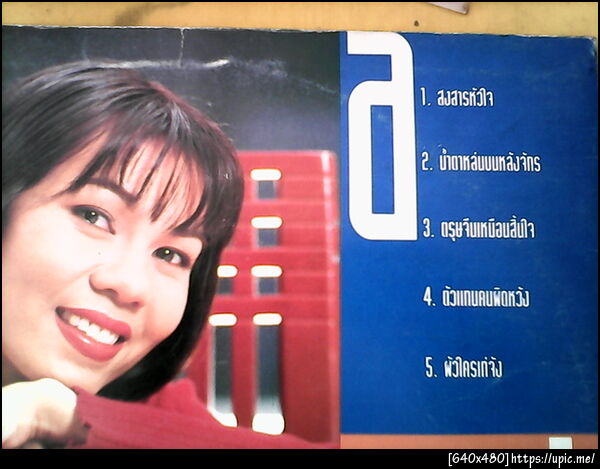 ส
1. สงสารหัวใจ
2. น้ำตาหล่นบนหลังจักร
3. ตรุษจีนเหมือนสิ้นใจ
4. ตัวแทนคนผิดหวัง
5. ผัวใครเก่จัง
[640x480]https://upic.me/